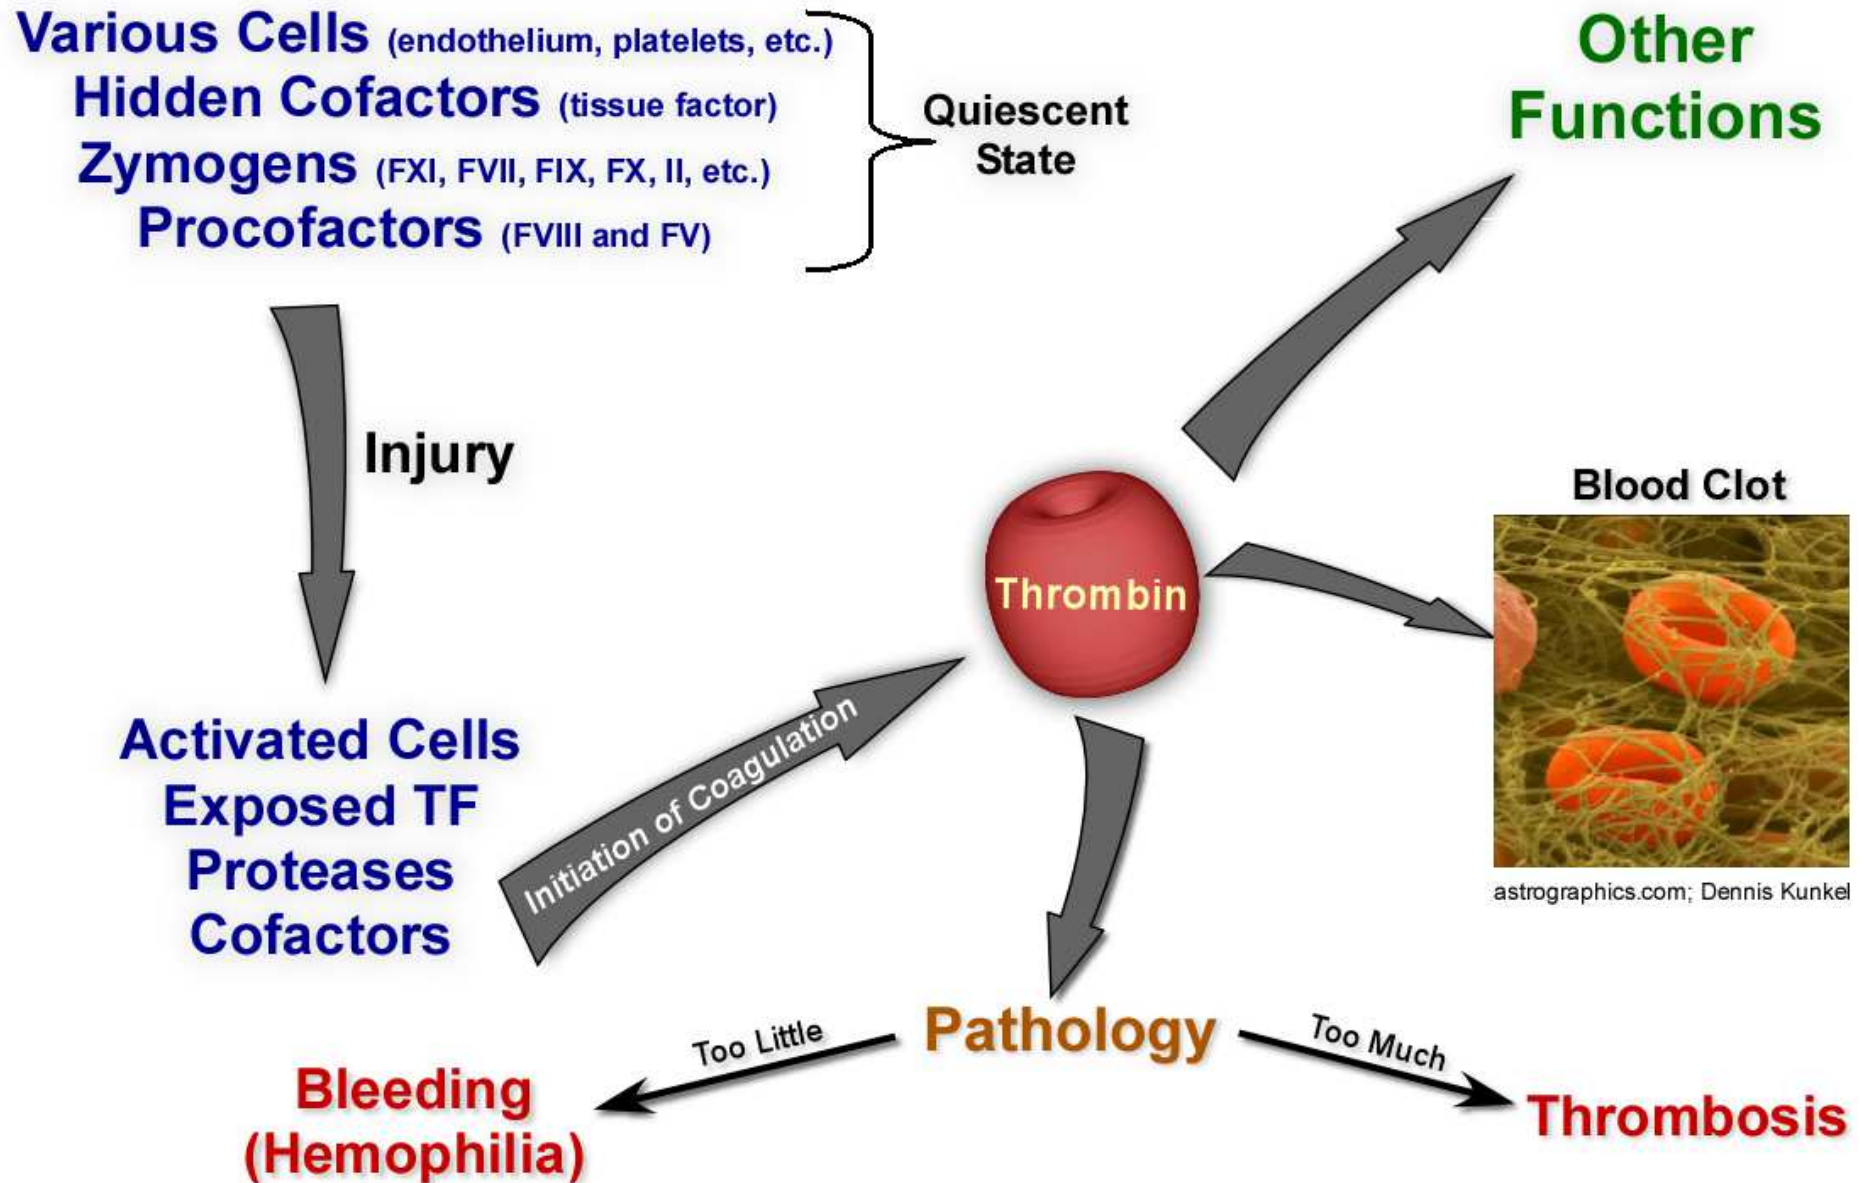 Various Cells (endothelium, platelets, etc.)
Hidden Cofactors (tissue factor)
Zymogens (FXI, FVII, FIX, FX, II, etc.)
Procofactors (FVIII and FV)
Quiescent
State
Other
Functions
Injury
Thrombin
Blood Clot
astrographics.com; Dennis Kunkel
Activated Cells
Exposed TF
Proteases
Cofactors
Initiation of Coagulation
Pathology
Too Little
Too Much
Bleeding
(Hemophilia)
Thrombosis